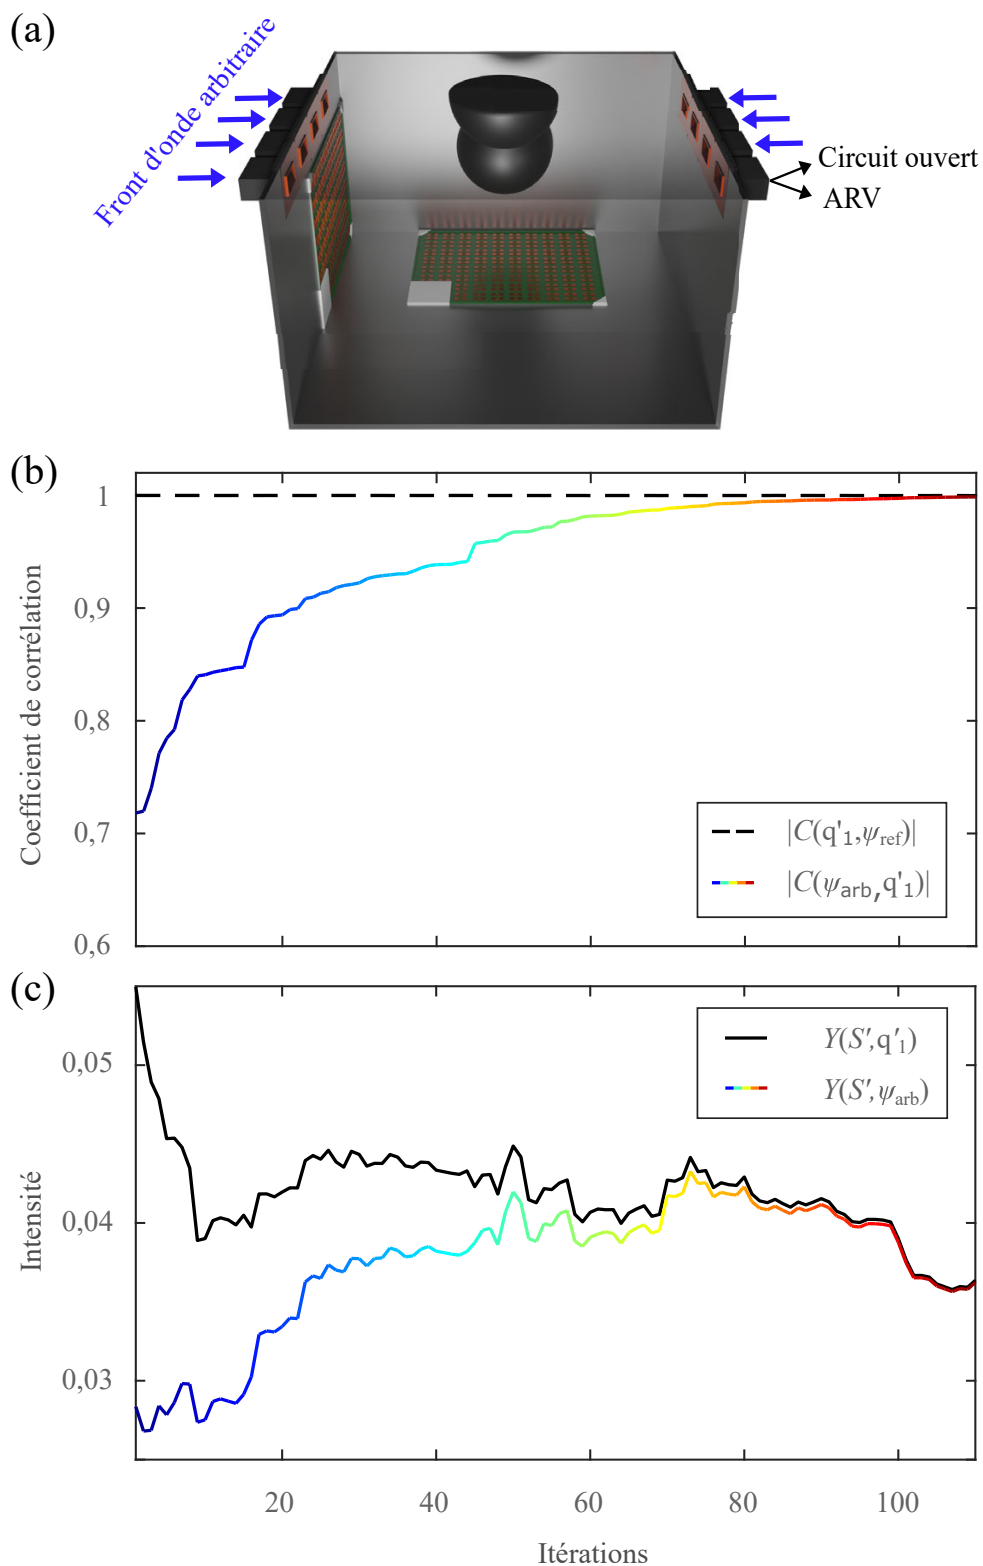 (a)
Front d'onde arbitraire
Circuit ouvert
ARV
(b)
1
0,9
0,8
0,7
0,6
Coefficient de corrélation
|C(q'1,ψref)|
|C(ψarb,q'1)|
(c)
0,05
0,04
0,03
Intensité
Y(S',q'1)
Y(S',ψarb)
20 40 60 80 100
Itérations